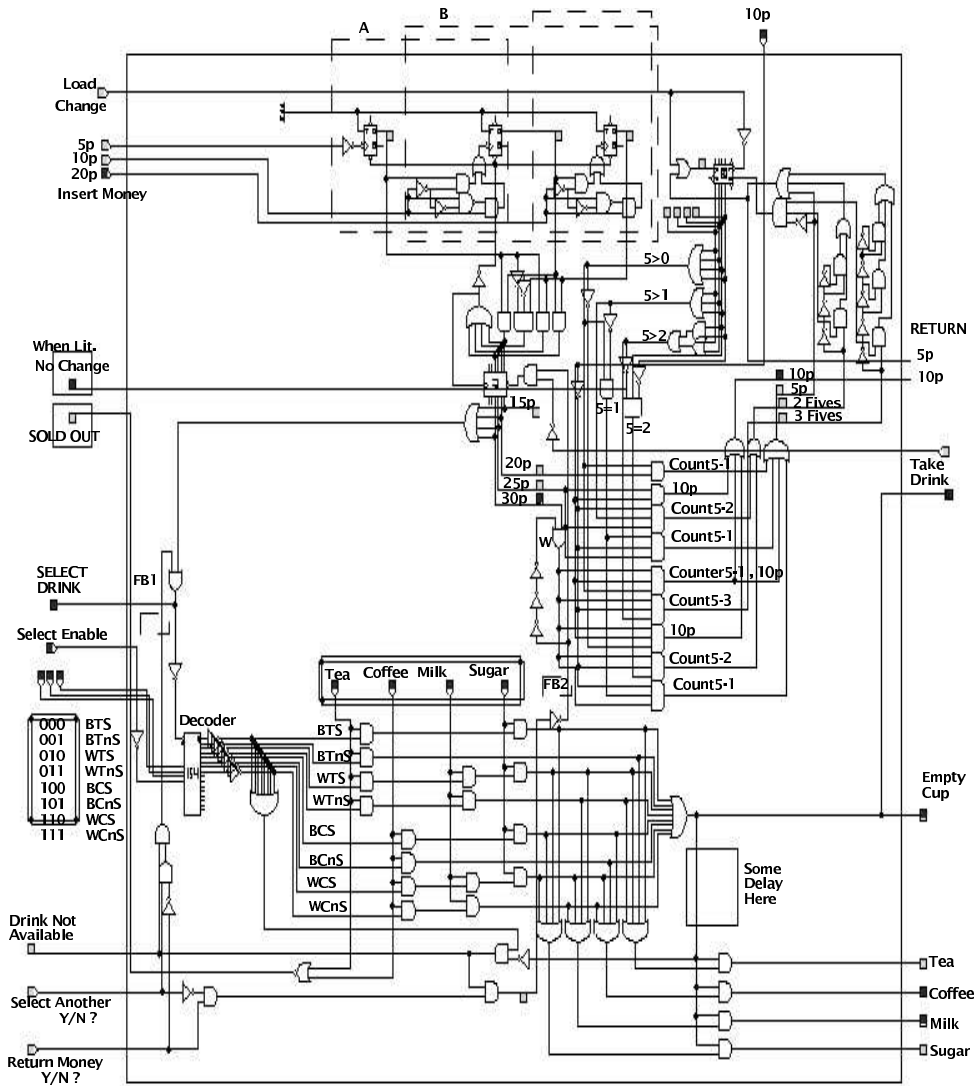 A
B
10p
Load
Change
5p
10p
20p
Insert Money
5>0
5>1
5>2
When Lit.
No Change
SOLD OUT
RETURN
5p
10p
10p
5p
2 Fives
3 Fives
15p
5=1
5=2
Take
Drink
20p
25p
30p
Count5-1
10p
Count5-2
Count5-1
Counter5-1, 10p
Count5-3
10p
Count5-2
Count5-1
W
FB1
SELECT
DRINK
Select Enable
Tea
Coffee
Milk
Sugar
FB2
Decoder
154
000 BTS
001 BTnS
010 WTS
011 WTnS
100 BCS
101 BCnS
110 WCS
111 WCnS
BTS
BTnS
WTS
WTnS
BCS
BCnS
WCS
WCnS
Empty
Cup
Some
Delay
Here
Drink Not
Available
Select Another
Y/N ?
Return Money
Y/N ?
Tea
Coffee
Milk
Sugar